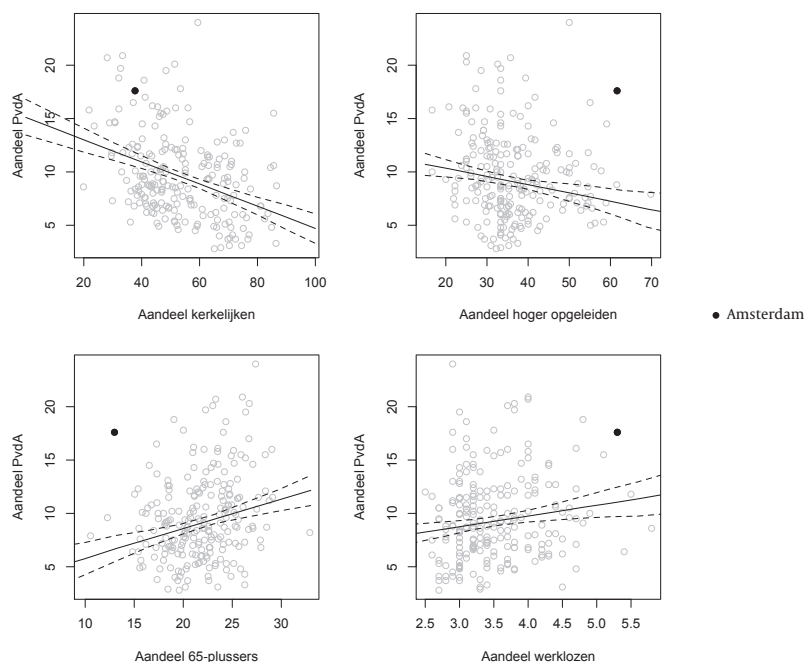 Aandeel PvdA
20
15
10
5
20 40 60 80 100
Aandeel kerkelijken
Aandeel PvdA
20
15
10
5
20 30 40 50 60 70
Aandeel hoger opgeleiden
Amsterdam
Aandeel PvdA
20
15
10
5
10 15 20 25 30
Aandeel 65-plussers
Aandeel PvdA
20
15
10
5
2.5 3.0 3.5 4.0 4.5 5.0 5.5
Aandeel werklozen